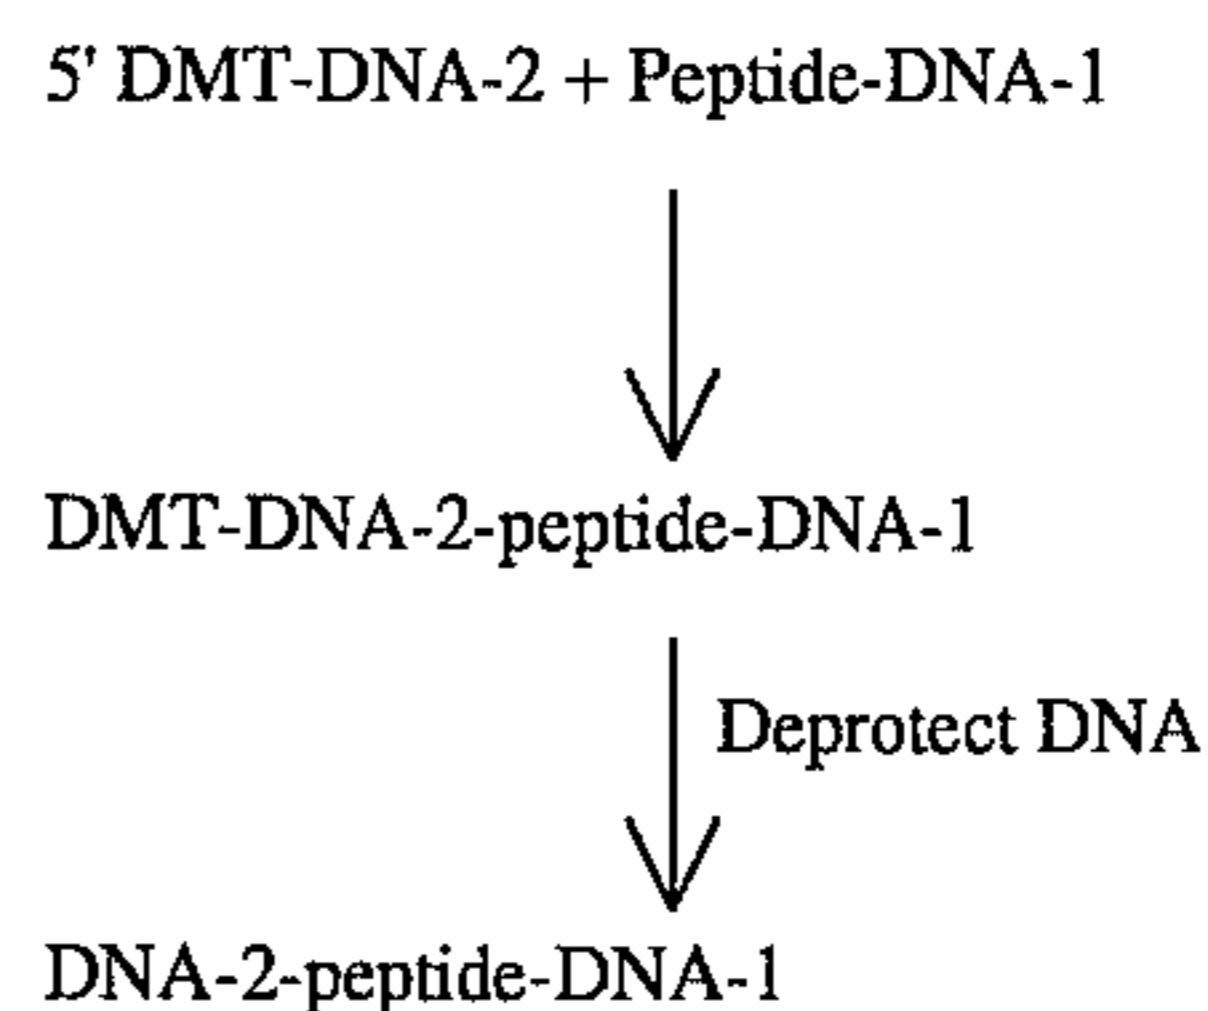 5' DMT-DNA-2 + Peptide-DNA-1
DMT-DNA-2-peptide-DNA-1
Deprotect DNA
DNA-2-peptide-DNA-1